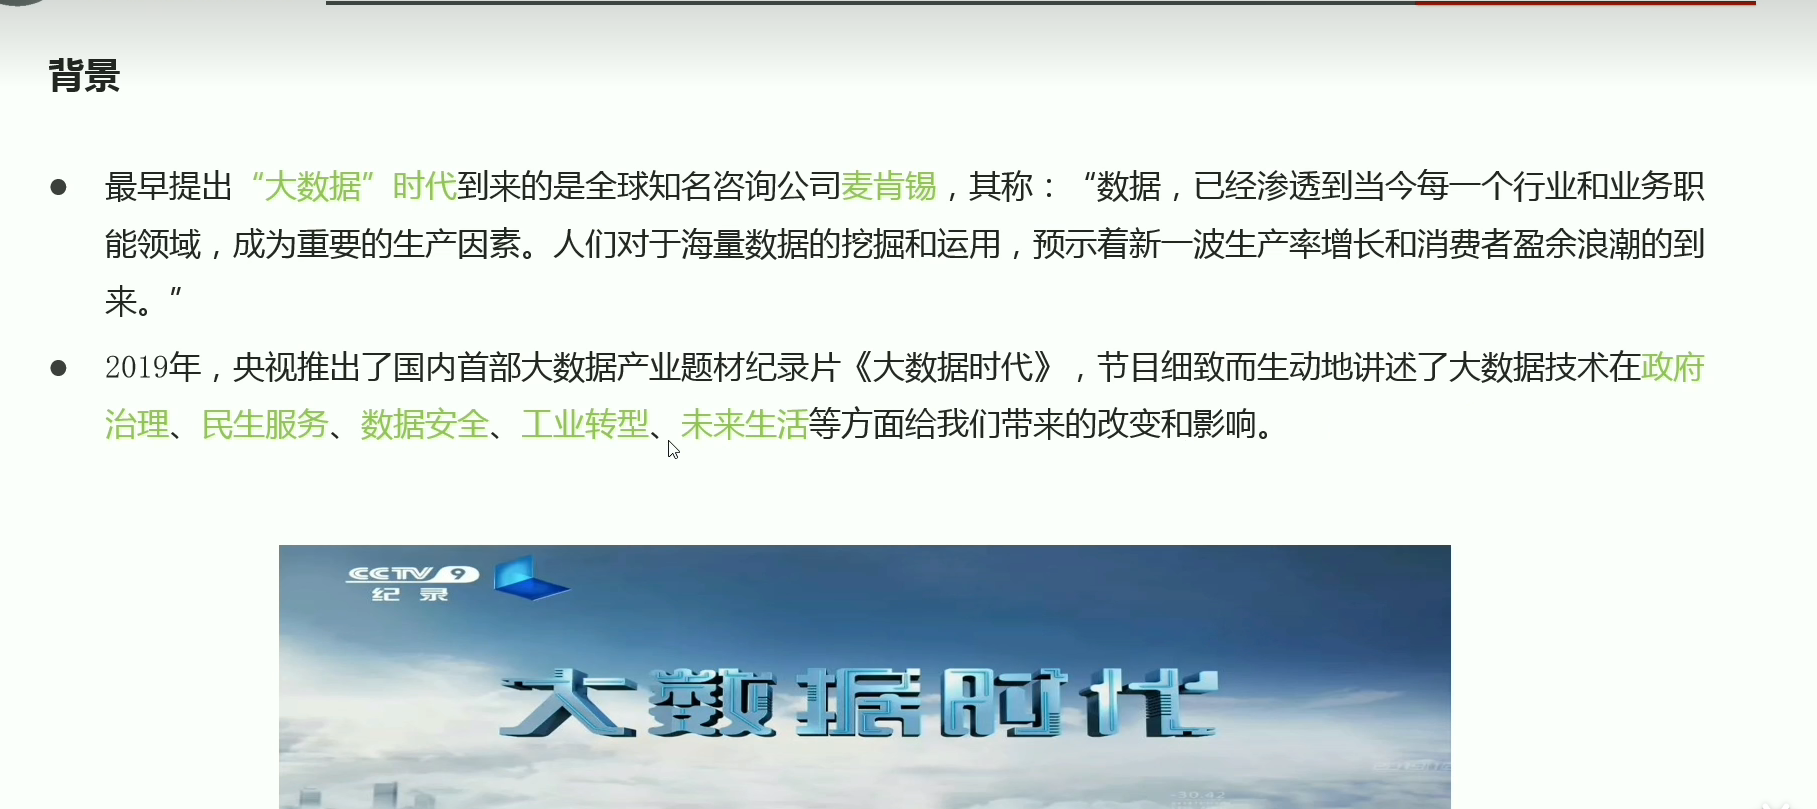 背景
最早提出“大数据”时代到来的是全球知名咨询公司麦肯锡，其称：“数据，已经渗透到当今每一个行业和业务职
能领域，成为重要的生产因素。人们对于海量数据的挖掘和运用，预示着新一波生产率增长和消费者盈余浪潮的到
来。”
2019年，央视推出了国内首部大数据产业题材纪录片《大数据时代》，节目细致而生动地讲述了大数据技术在政府
治理、民生服务、数据安全、工业转型、未来生活等方面给我们带来的改变和影响。
CCTV 9
纪录
大数据时代
-30.42